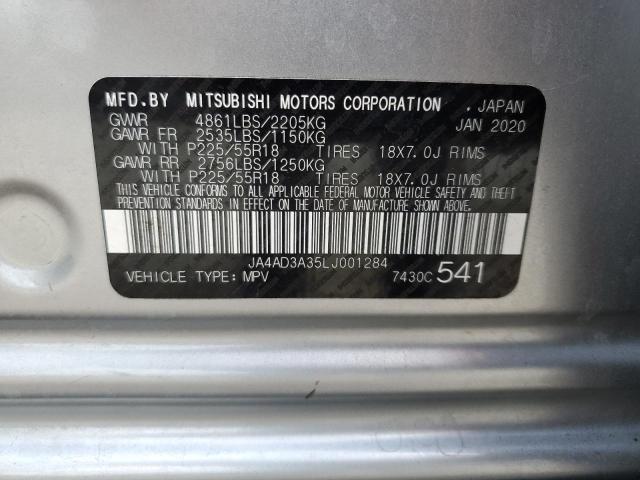 MFD.BY MITSUBISHI MOTORS CORPORATION . JAPAN
GVWR 4861LBS/2205KG JAN 2020
GAWR FR 2535LBS/1150KG
WITH P225/55R18 TIRES 18X7.0J RIMS
GAWR RR 2756LBS/1250KG
WITH P225/55R18 TIRES 18X7.0J RIMS
THIS VEHICLE CONFORMS TO ALL APPLICABLE FEDERAL MOTOR VEHICLE SAFETY AND THEFT
PREVENTION STANDARDS IN EFFECT ON THE DATE OF MANUFACTURE SHOWN ABOVE.
JA4AD3A35LJ001284
VEHICLE TYPE: MPV 7430C 541